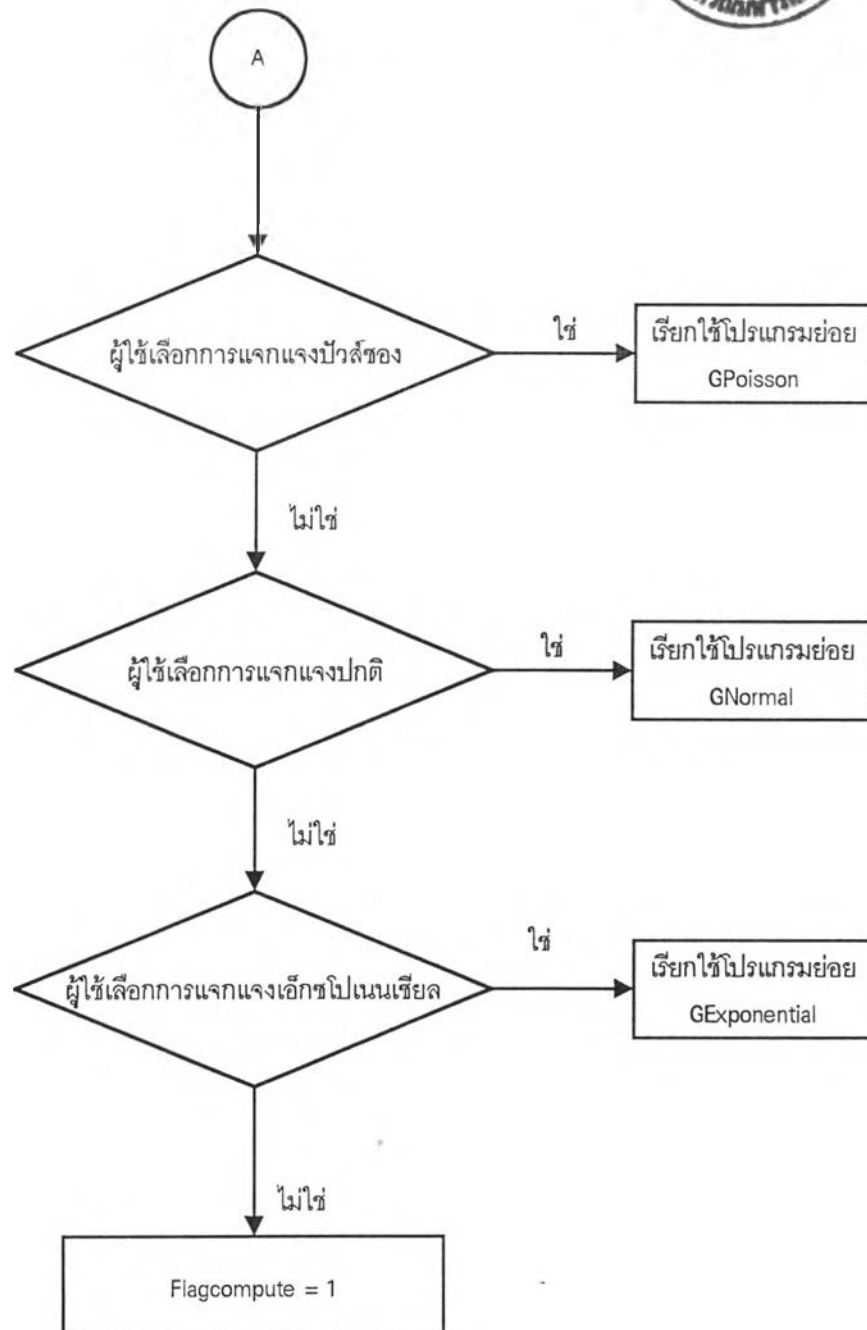 A
ผู้ใช้เลือกการแจกแจงปัวส์ซอง
ใช่
เรียกใช้โปรแกรมย่อย
GPoisson
ไม่ใช่
ผู้ใช้เลือกการแจกแจงปกติ
ใช่
เรียกใช้โปรแกรมย่อย
GNormal
ไม่ใช่
ผู้ใช้เลือกการแจกแจงเอ็กซโปเนนเชียล
ใช่
เรียกใช้โปรแกรมย่อย
GExponential
ไม่ใช่
Flagcompute = 1